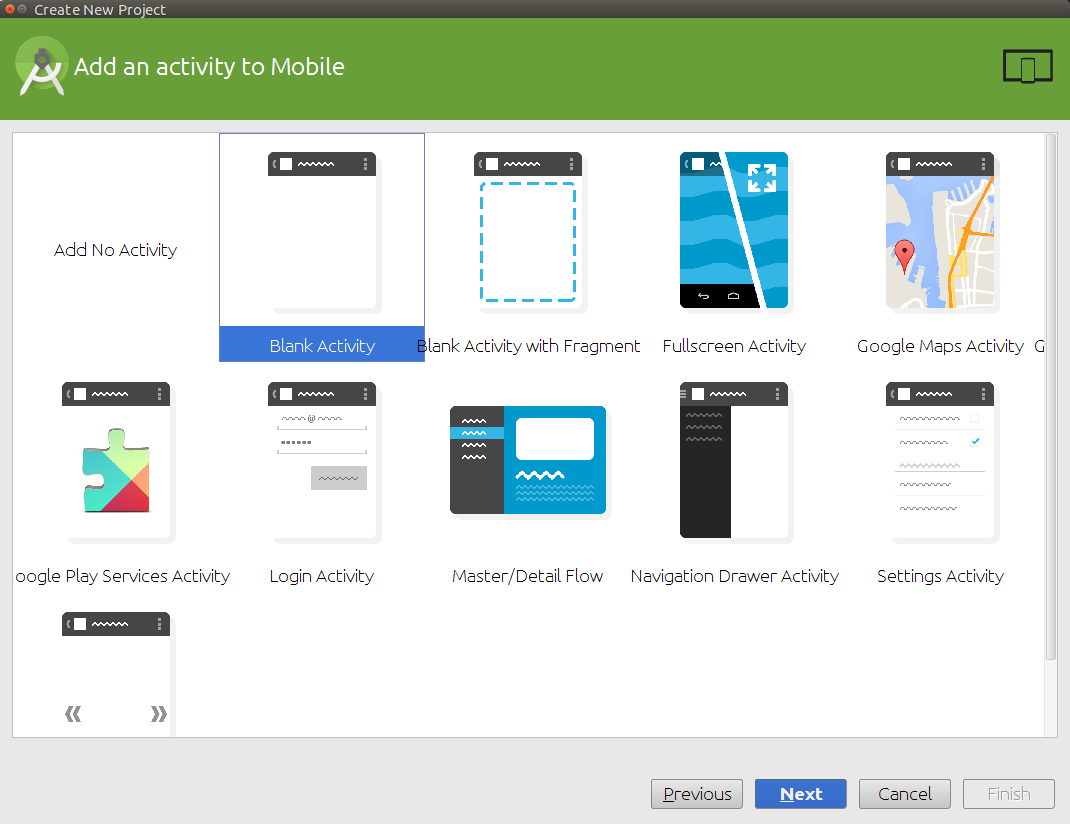 Create New Project
Add an activity to Mobile
Add No Activity
Blank Activity
Blank Activity with Fragment
Fullscreen Activity
Google Maps Activity
G
oogle Play Services Activity
Login Activity
Master/Detail Flow
Navigation Drawer Activity
Settings Activity
Previous
Next
Cancel
Finish